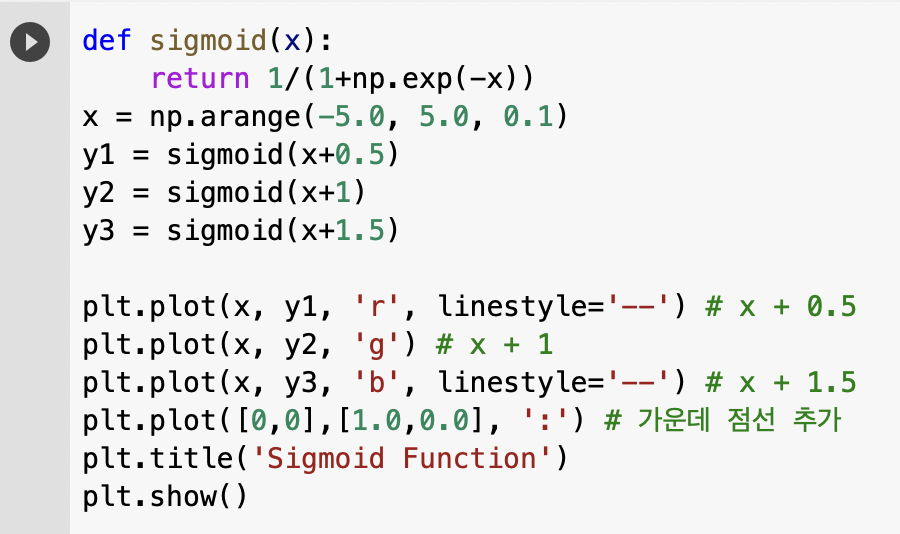 def sigmoid(x):
    return 1/(1+np.exp(-x))
x = np.arange(-5.0, 5.0, 0.1)
y1 = sigmoid(x+0.5)
y2 = sigmoid(x+1)
y3 = sigmoid(x+1.5)

plt.plot(x, y1, 'r', linestyle='--') # x + 0.5
plt.plot(x, y2, 'g') # x + 1
plt.plot(x, y3, 'b', linestyle='--') # x + 1.5
plt.plot([0,0],[1.0,0.0], ':') # 가운데 점선 추가
plt.title('Sigmoid Function')
plt.show()